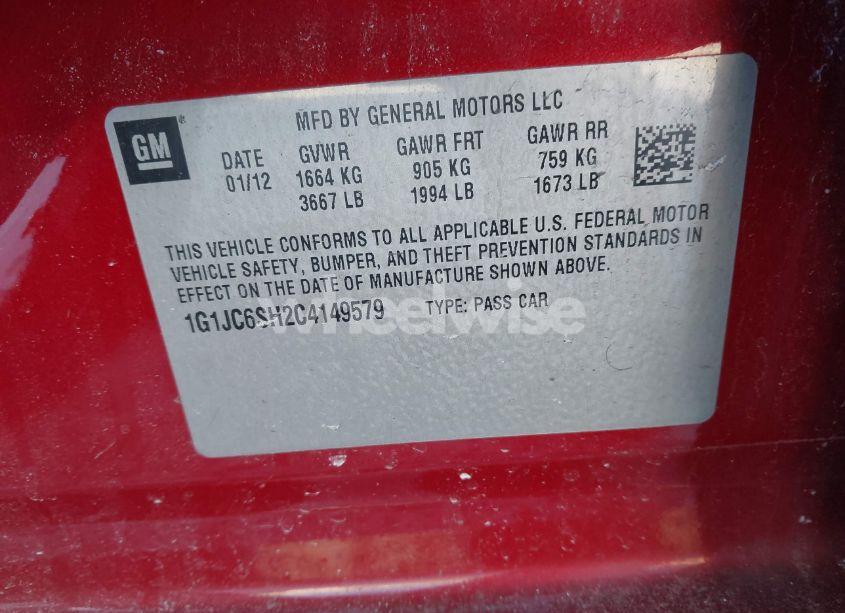 GM
MFD BY GENERAL MOTORS LLC
DATE GVWR GAWR FRT GAWR RR
01/12 1664 KG 905 KG 759 KG
3667 LB 1994 LB 1673 LB
THIS VEHICLE CONFORMS TO ALL APPLICABLE U.S. FEDERAL MOTOR
VEHICLE SAFETY, BUMPER, AND THEFT PREVENTION STANDARDS IN
EFFECT ON THE DATE OF MANUFACTURE SHOWN ABOVE.
1G1JC6SH2C4149579 TYPE: PASS CAR
wheelwise